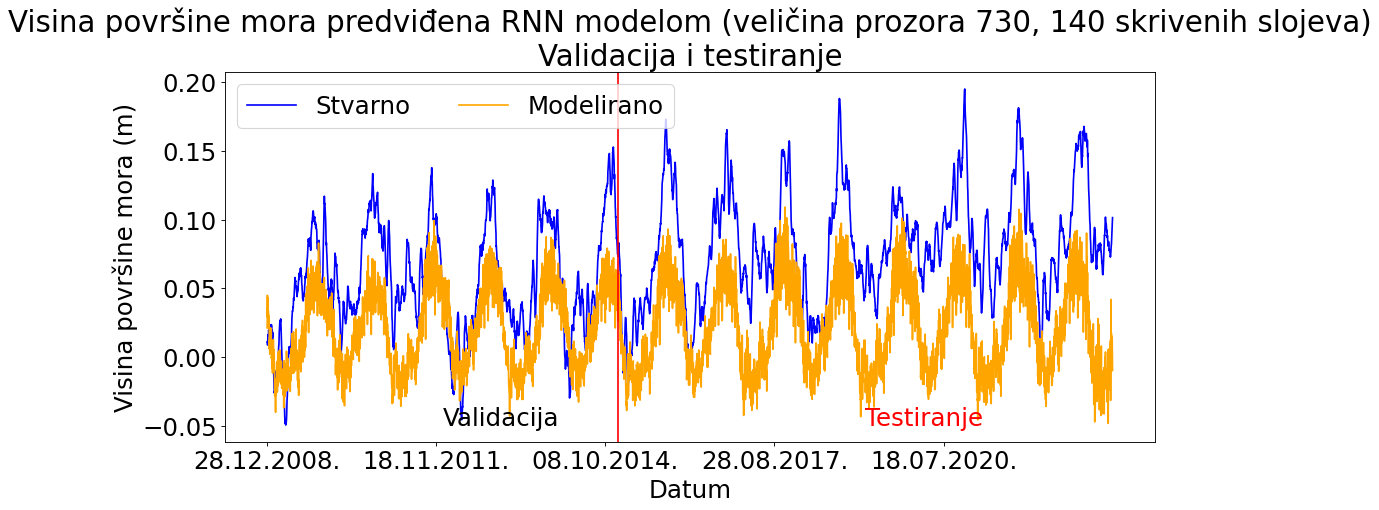 Visina površine mora predviđena RNN modelom (veličina prozora 730, 140 skrivenih slojeva)
Validacija i testiranje
Stvarno
Modelirano
Visina površine mora (m)
0.20
0.15
0.10
0.05
0.00
−0.05
Validacija
Testiranje
28.12.2008.
18.11.2011.
08.10.2014.
28.08.2017.
18.07.2020.
Datum